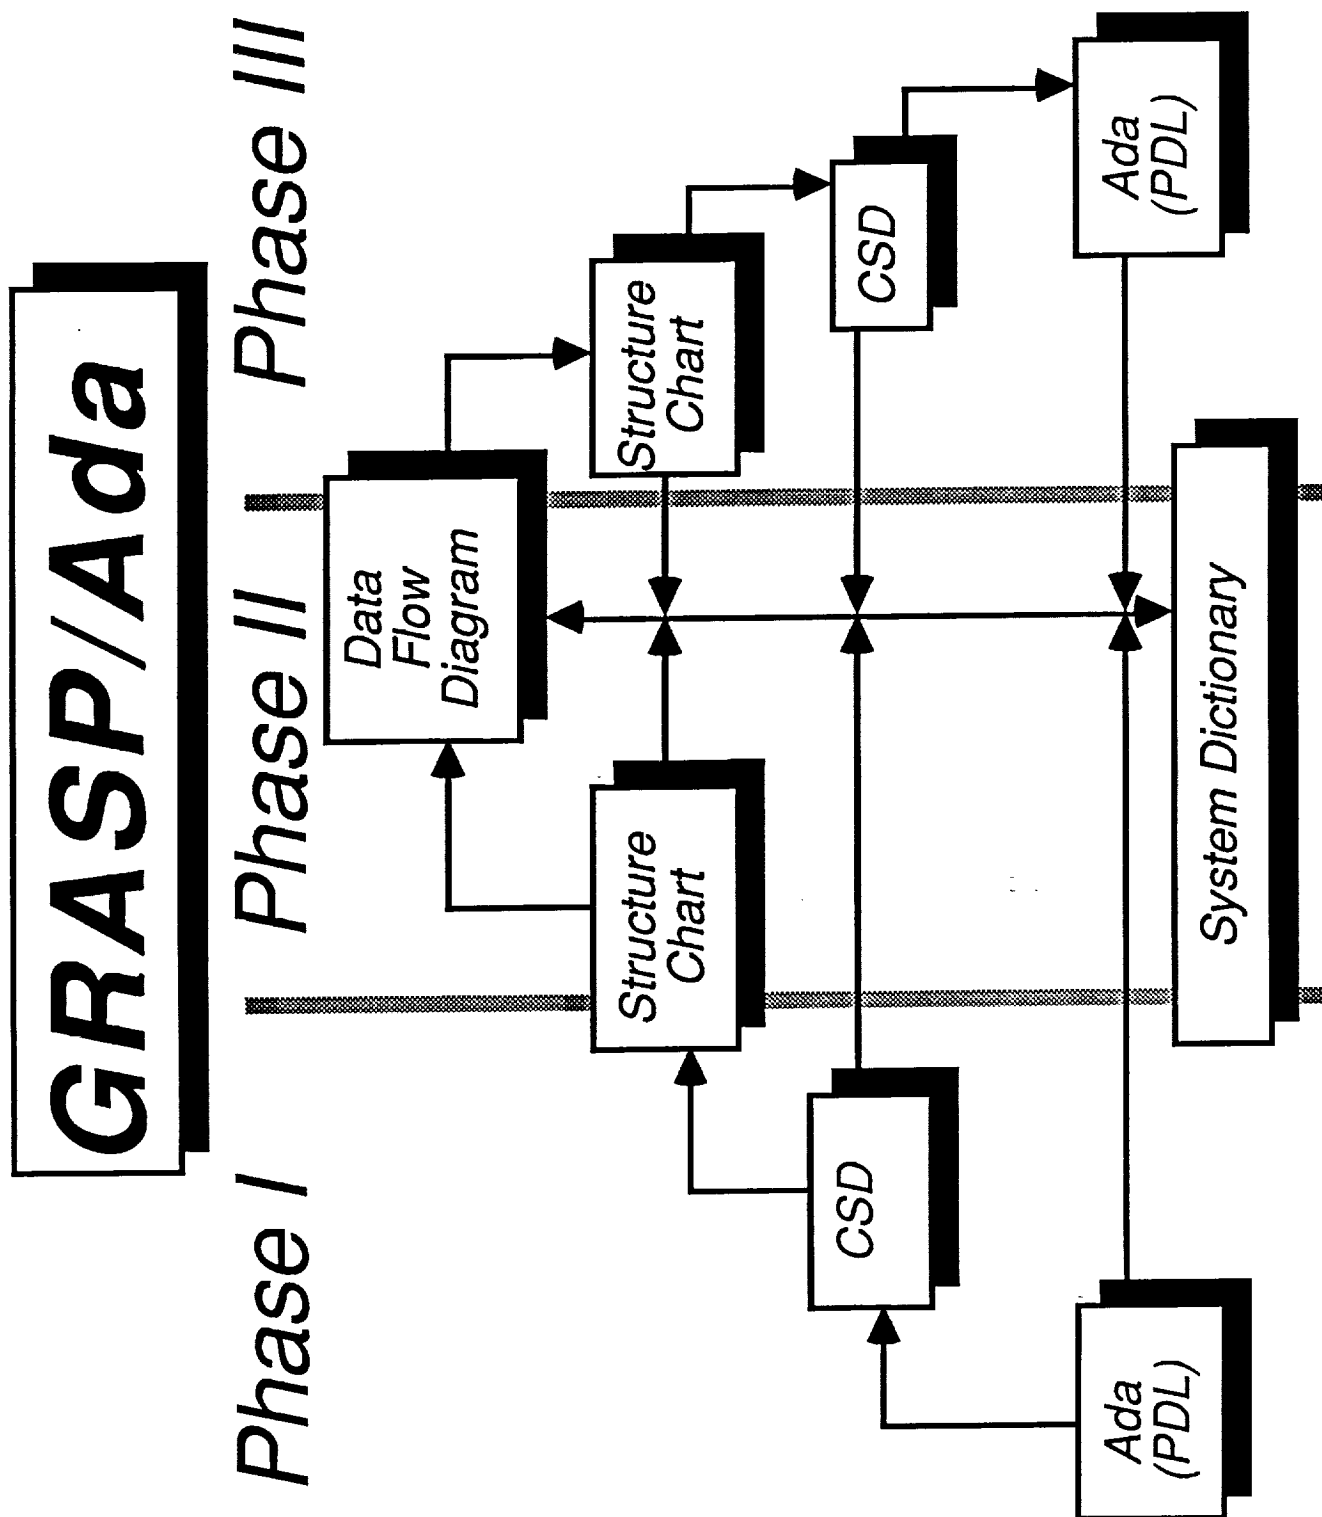 GRASP/Ada
Phase I
Phase II
Phase III
Data
Flow
Diagram
Structure
Chart
Structure
Chart
CSD
CSD
Ada
(PDL)
Ada
(PDL)
System Dictionary